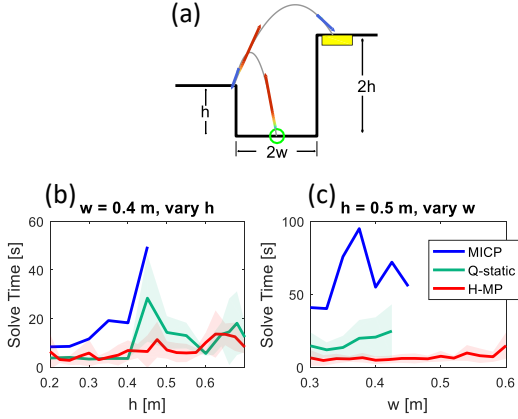 (a)
h
2h
2w
(b)
(c)
w = 0.4 m, vary h
h = 0.5 m, vary w
Solve Time [s]
60
40
20
0
0.2 0.3 0.4 0.5 0.6
h [m]
Solve Time [s]
100
50
0
0.3 0.4 0.5 0.6
w [m]
MICP
Q-static
H-MP